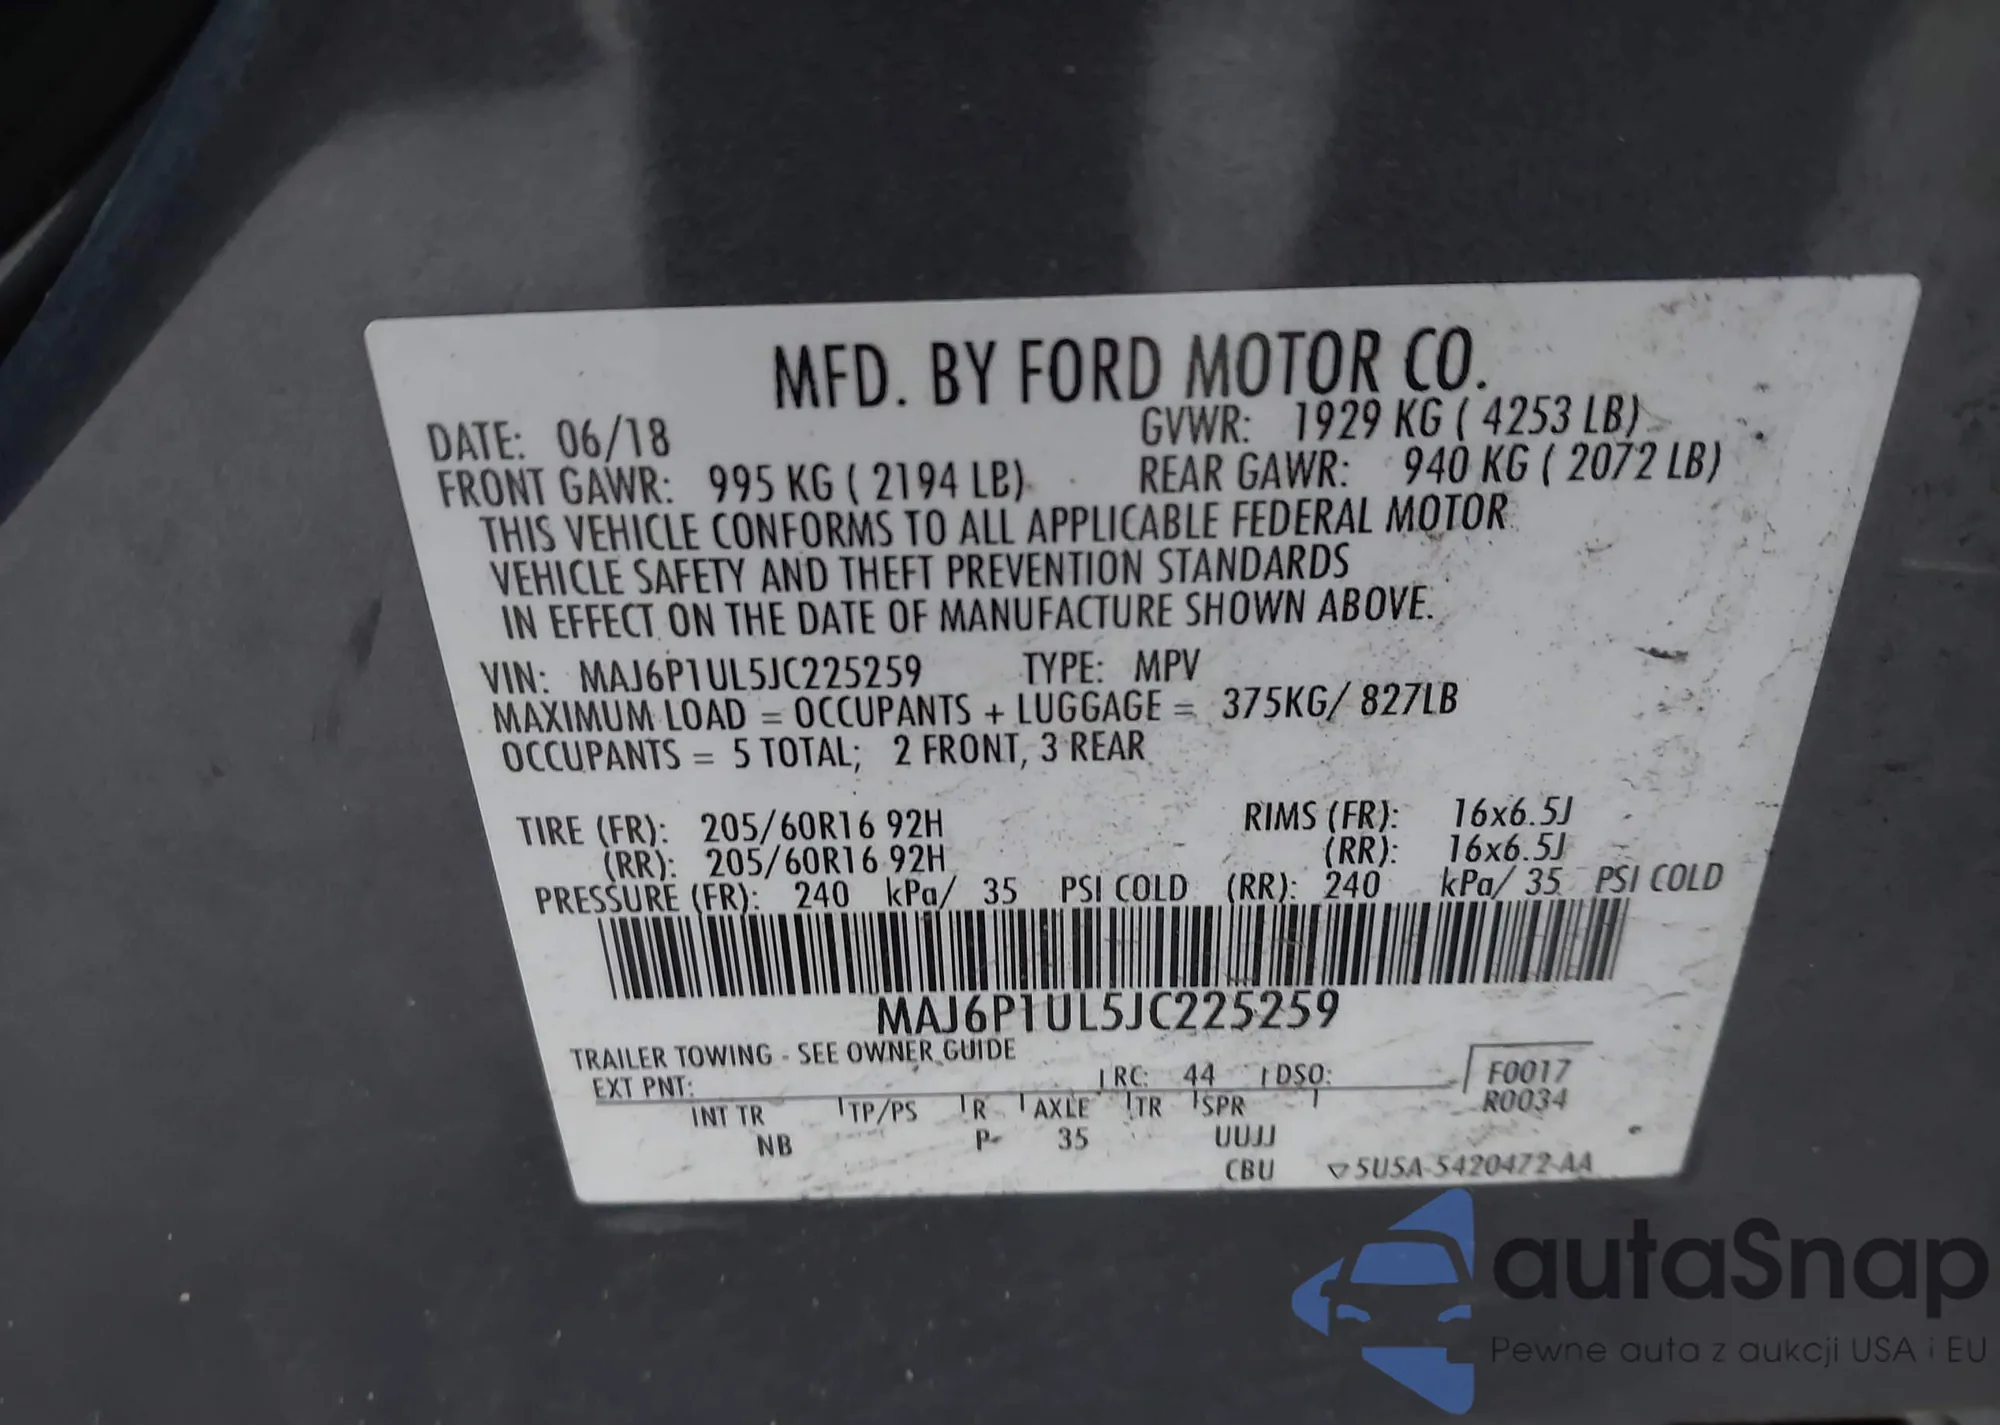 MFD. BY FORD MOTOR CO.
DATE: 06/18 GVWR: 1929 KG ( 4253 LB)
FRONT GAWR: 995 KG ( 2194 LB) REAR GAWR: 940 KG ( 2072 LB)
THIS VEHICLE CONFORMS TO ALL APPLICABLE FEDERAL MOTOR
VEHICLE SAFETY AND THEFT PREVENTION STANDARDS
IN EFFECT ON THE DATE OF MANUFACTURE SHOWN ABOVE.
VIN: MAJ6P1UL5JC225259 TYPE: MPV
MAXIMUM LOAD = OCCUPANTS + LUGGAGE = 375KG/ 827LB
OCCUPANTS = 5 TOTAL; 2 FRONT, 3 REAR
TIRE (FR): 205/60R16 92H RIMS (FR): 16x6.5J
(RR): 205/60R16 92H (RR): 16x6.5J
PRESSURE (FR): 240 kPa/ 35 PSI COLD (RR): 240 kPa/ 35 PSI COLD
MAJ6P1UL5JC225259
TRAILER TOWING - SEE OWNER GUIDE
EXT PNT: RC: 44 DSO: F0017
R0034
INT TR TP/PS R AXLE TR SPR
NB P 35 UUJJ
CBU 5U5A-5420472-AA
autaSnap
Pewne auta z aukcji USA i EU